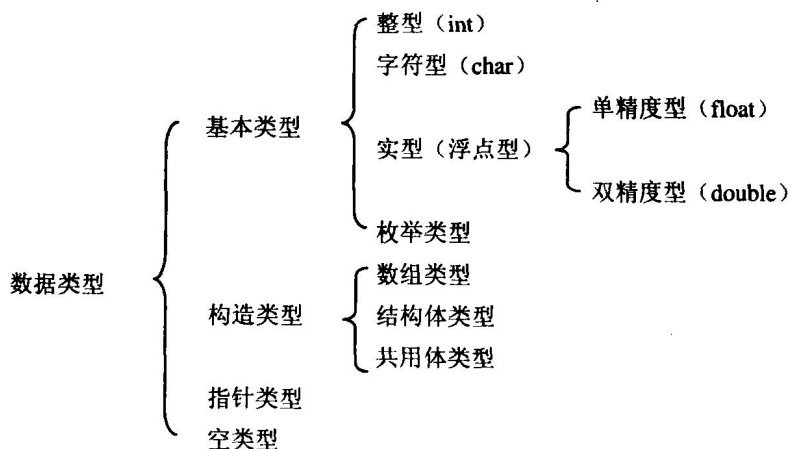 整型（int）
字符型（char）
单精度型（float）
基本类型
实型（浮点型）
双精度型（double）
枚举类型
数据类型
数组类型
构造类型
结构体类型
共用体类型
指针类型
空类型